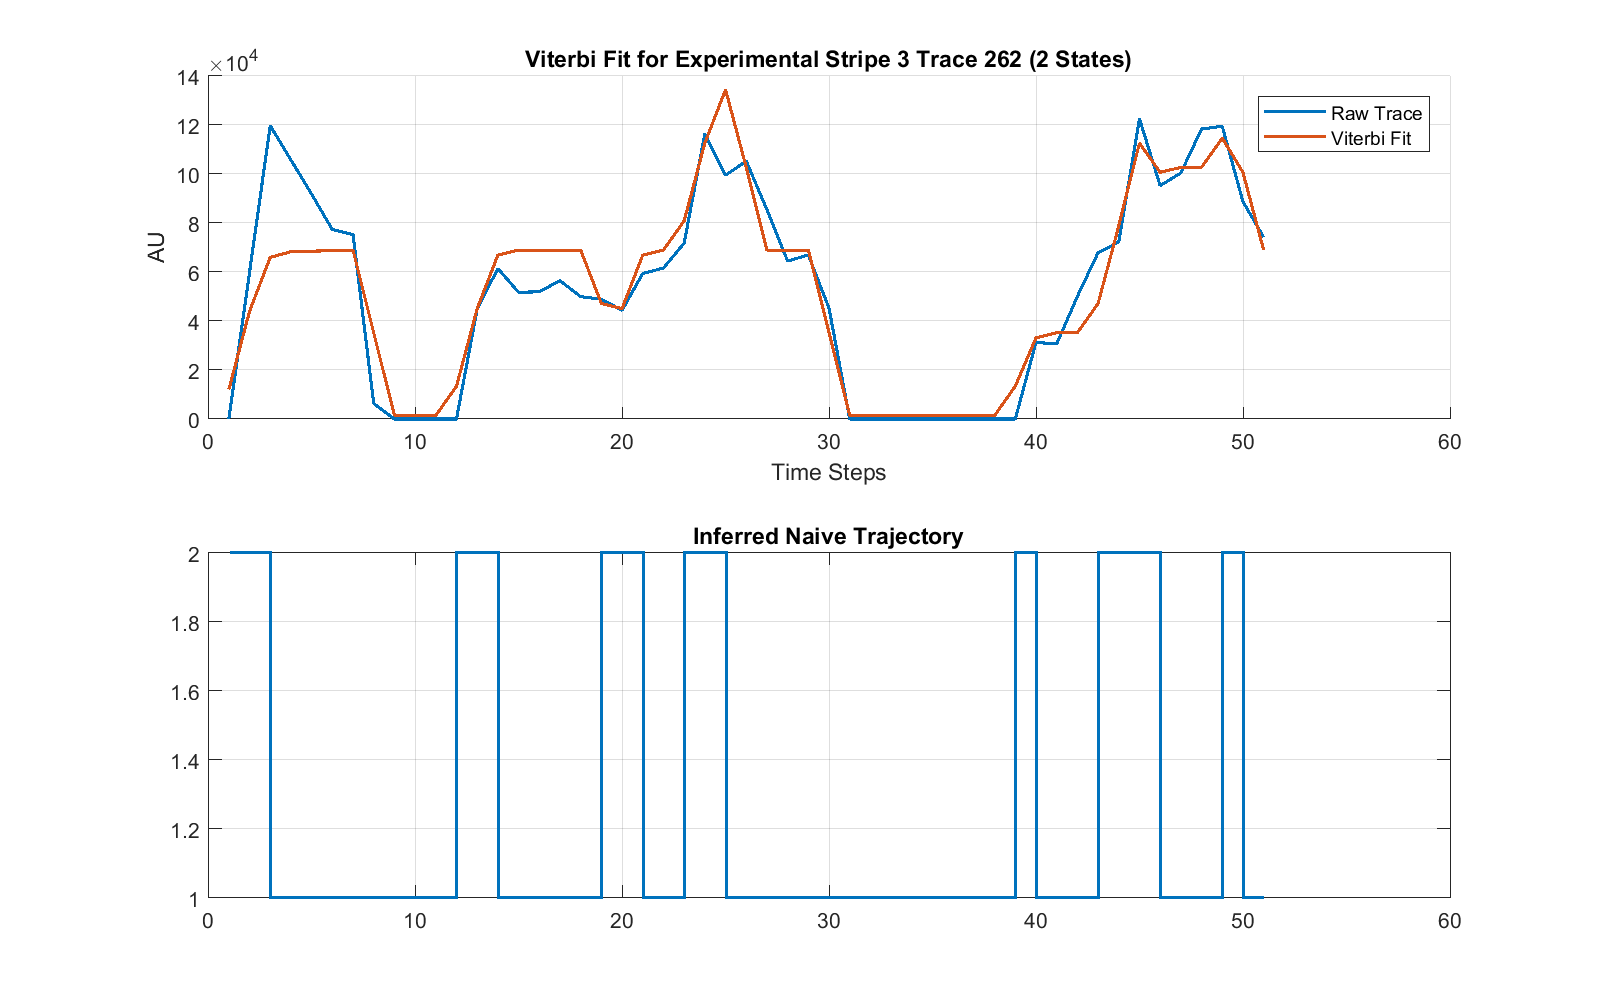 Viterbi Fit for Experimental Stripe 3 Trace 262 (2 States)
×10⁴
14
12
10
8
6
4
2
0
AU
Raw Trace
Viterbi Fit
0 10 20 30 40 50 60
Time Steps
Inferred Naive Trajectory
2
1.8
1.6
1.4
1.2
1
0 10 20 30 40 50 60